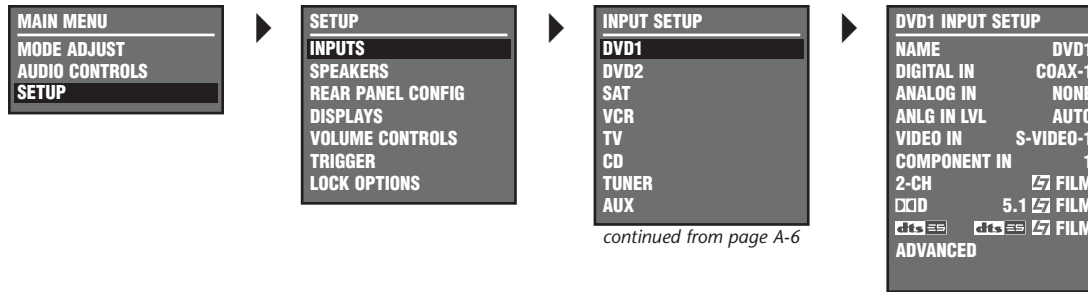 MAIN MENU
MODE ADJUST
AUDIO CONTROLS
SETUP
SETUP
INPUTS
SPEAKERS
REAR PANEL CONFIG
DISPLAYS
VOLUME CONTROLS
TRIGGER
LOCK OPTIONS
INPUT SETUP
DVD1
DVD2
SAT
VCR
TV
CD
TUNER
AUX
continued from page A-6
DVD1 INPUT SETUP
NAME DVD1
DIGITAL IN COAX-1
ANALOG IN NONE
ANLG IN LVL AUTO
VIDEO IN S-VIDEO-1
COMPONENT IN 1
2-CH FILM
D 5.1 FILM
dts ES dts ES FILM
ADVANCED